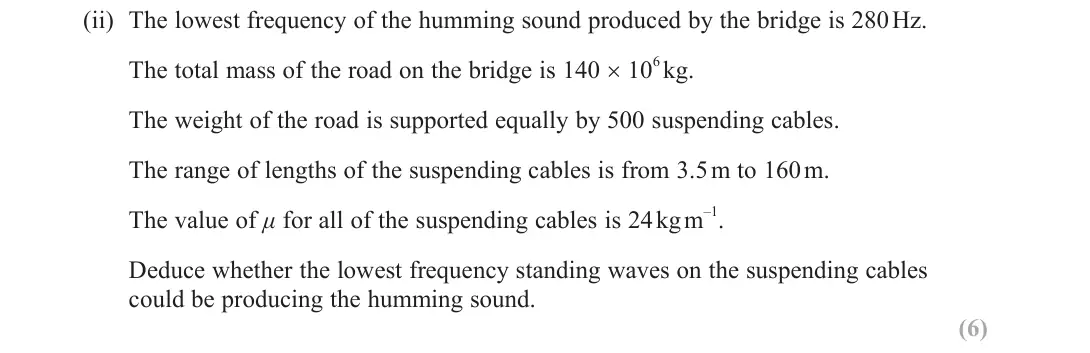 (ii) The lowest frequency of the humming sound produced by the bridge is 280 Hz.
The total mass of the road on the bridge is 140 × 10⁶ kg.
The weight of the road is supported equally by 500 suspending cables.
The range of lengths of the suspending cables is from 3.5 m to 160 m.
The value of μ for all of the suspending cables is 24 kg m⁻¹.
Deduce whether the lowest frequency standing waves on the suspending cables
could be producing the humming sound.
(6)